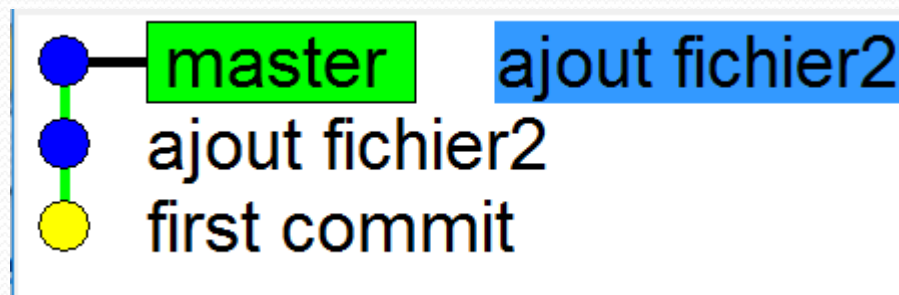 master ajout fichier2
ajout fichier2
first commit